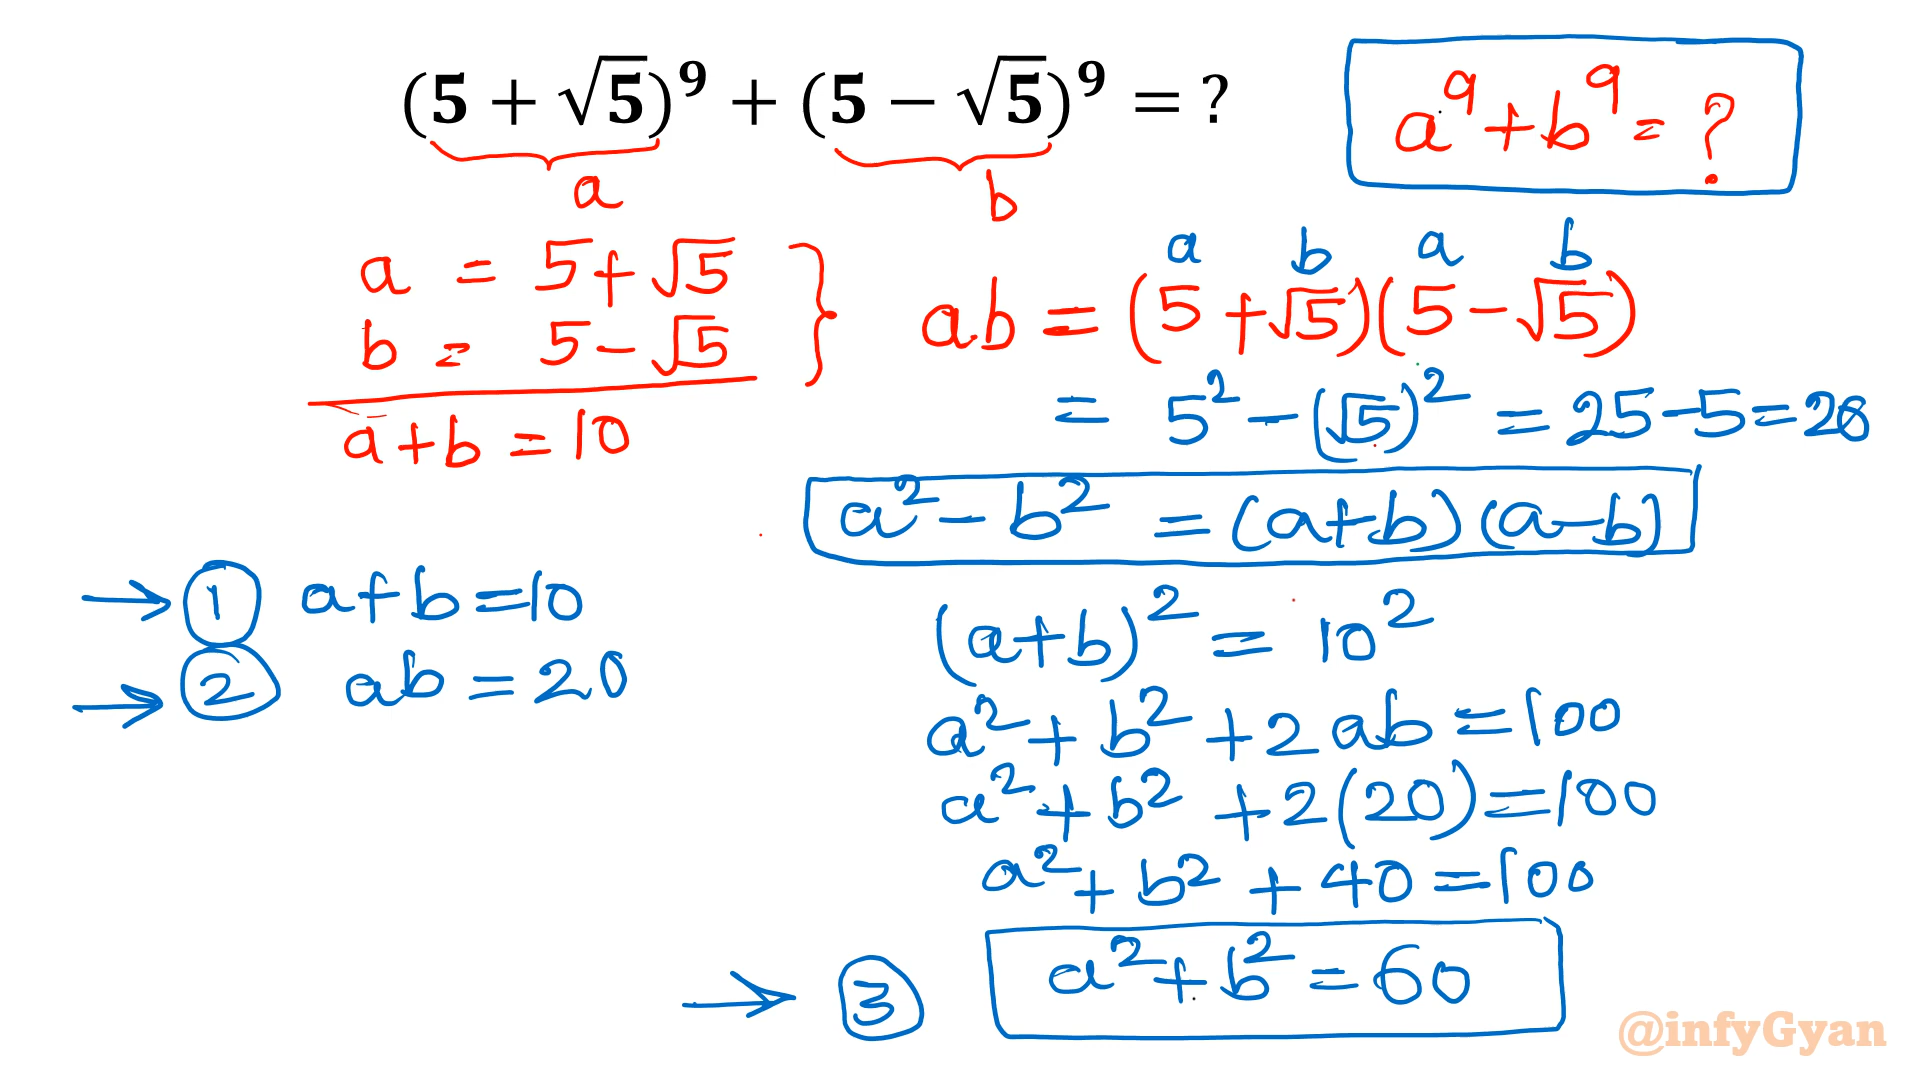 (5 + √5)⁹ + (5 − √5)⁹ = ?
a b
a⁹ + b⁹ = ?
a = 5 + √5
b = 5 − √5
a + b = 10
a b a b
ab = (5 + √5)(5 − √5)
= 5² − (√5)² = 25 − 5 = 20
a² − b² = (a + b)(a − b)
① a + b = 10
② ab = 20
(a + b)² = 10²
a² + b² + 2ab = 100
a² + b² + 2(20) = 100
a² + b² + 40 = 100
③ a² + b² = 60
@infyGyan